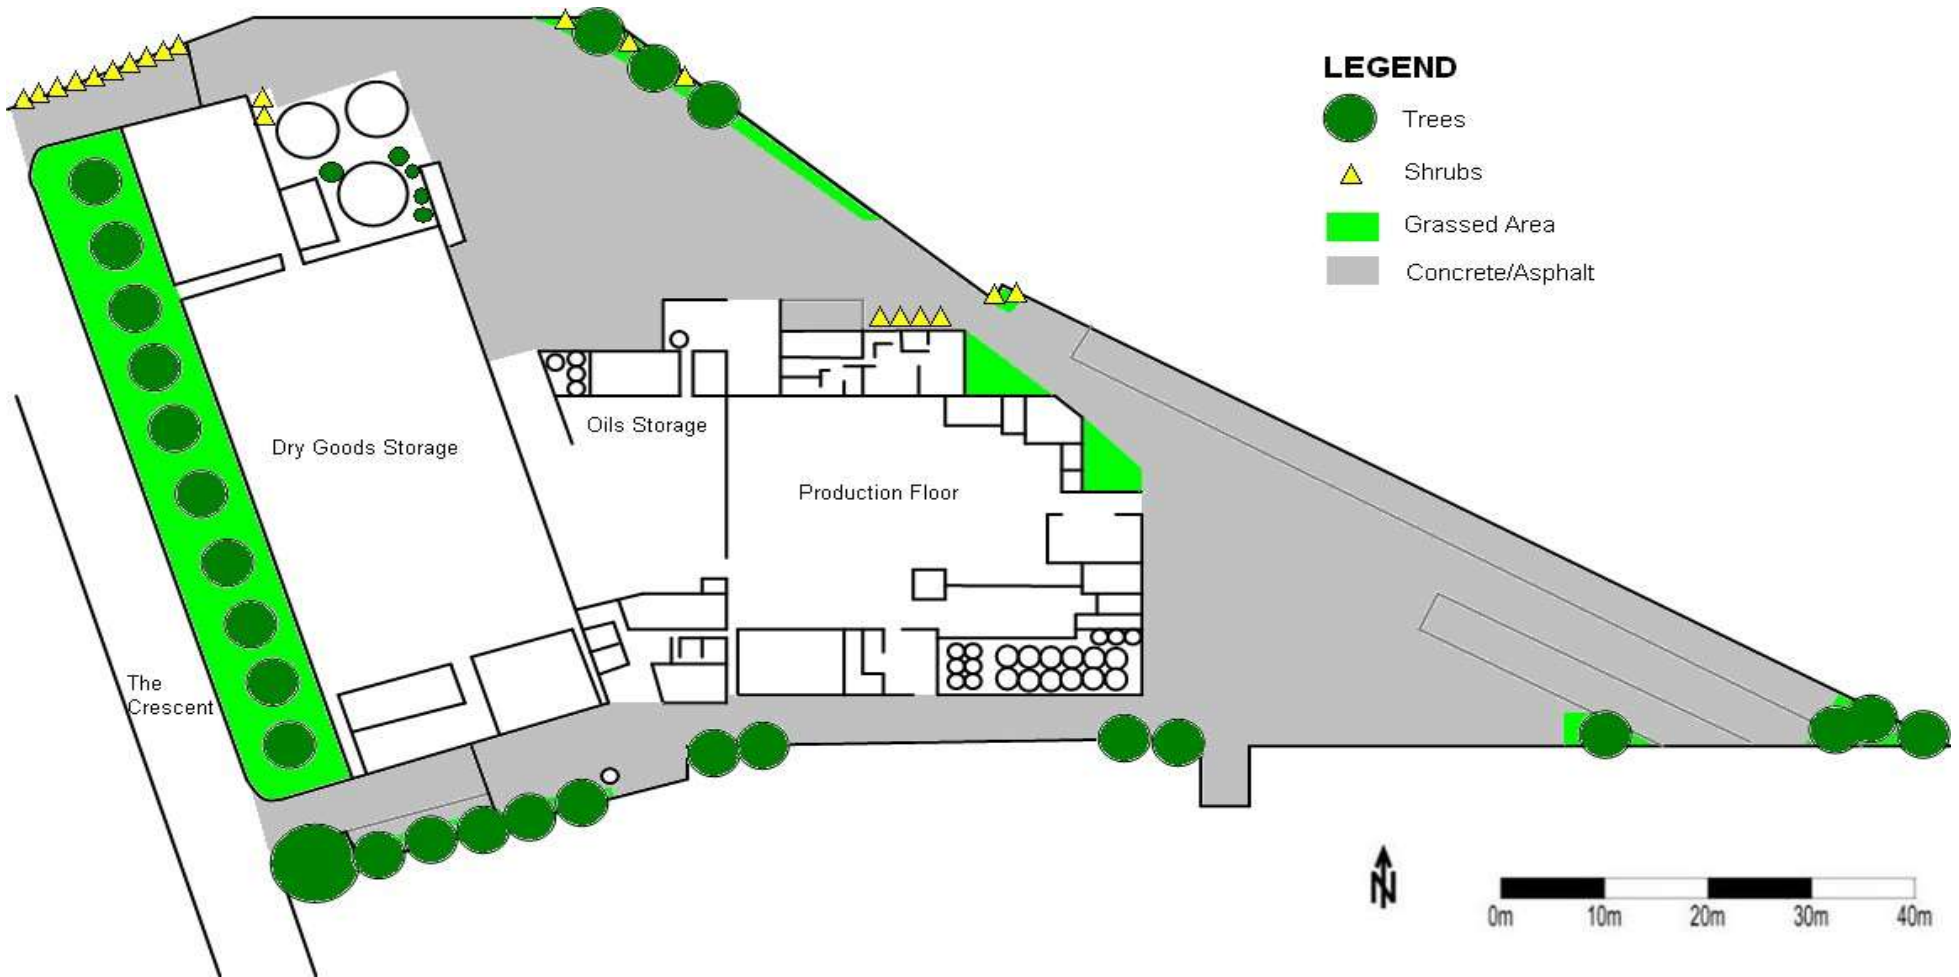 LEGEND
Trees
Shrubs
Grassed Area
Concrete/Asphalt
Oils Storage
Dry Goods Storage
Production Floor
The
Crescent
N
0m 10m 20m 30m 40m